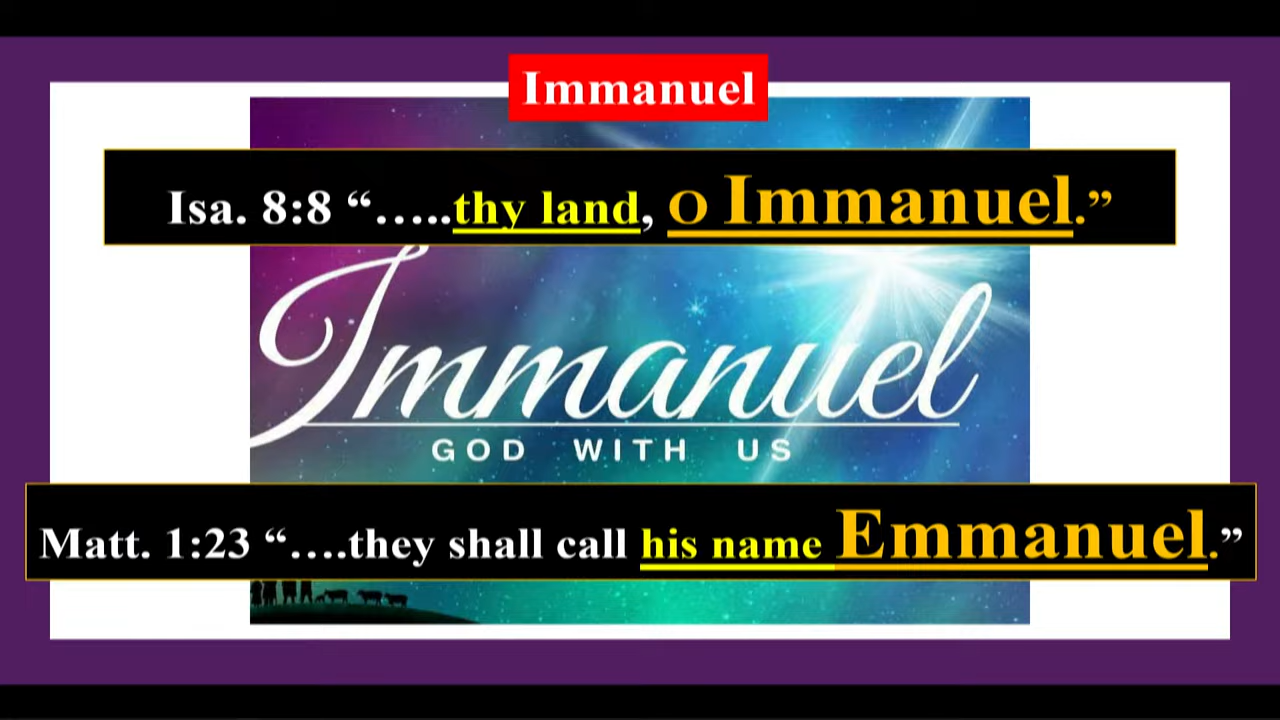 Immanuel
Isa. 8:8 “…..thy land, O Immanuel.”
Immanuel
GOD WITH US
Matt. 1:23 “….they shall call his name Emmanuel.”